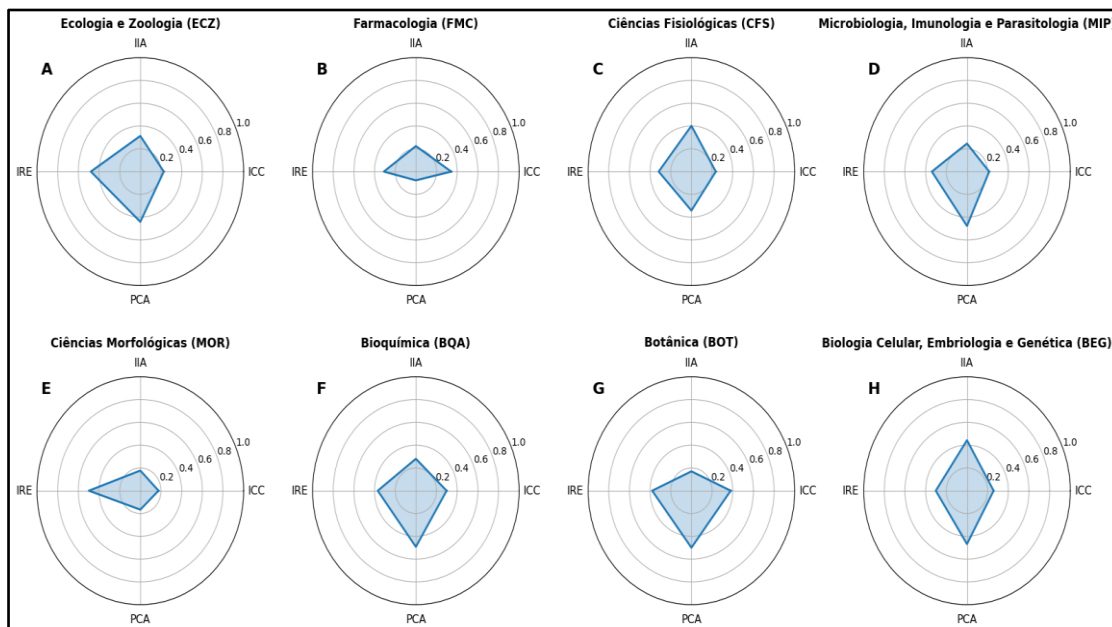 Ecologia e Zoologia (ECZ)
IIA
A
1.0
0.8
0.6
0.4
0.2
IRE
ICC
PCA
Farmacologia (FMC)
IIA
B
1.0
0.8
0.6
0.4
0.2
IRE
ICC
PCA
Ciências Fisiológicas (CFS)
IIA
C
1.0
0.8
0.6
0.4
0.2
IRE
ICC
PCA
Microbiologia, Imunologia e Parasitologia (MIP)
IIA
D
1.0
0.8
0.6
0.4
0.2
IRE
ICC
PCA
Ciências Morfológicas (MOR)
IIA
E
1.0
0.8
0.6
0.4
0.2
IRE
ICC
PCA
Bioquímica (BQA)
IIA
F
1.0
0.8
0.6
0.4
0.2
IRE
ICC
PCA
Botânica (BOT)
IIA
G
1.0
0.8
0.6
0.4
0.2
IRE
ICC
PCA
Biologia Celular, Embriologia e Genética (BEG)
IIA
H
1.0
0.8
0.6
0.4
0.2
IRE
ICC
PCA